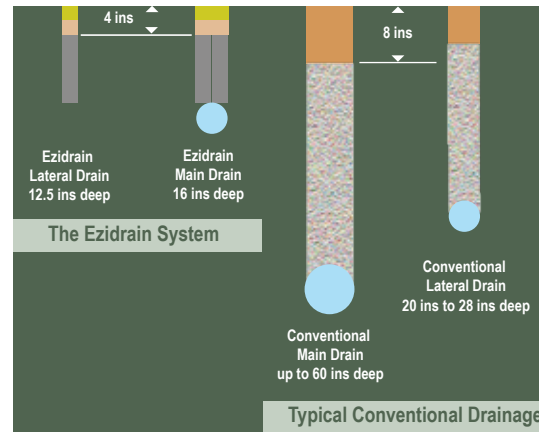 4 ins
8 ins
Ezidrain
Lateral Drain
12.5 ins deep
Ezidrain
Main Drain
16 ins deep
The Ezidrain System
Conventional
Lateral Drain
20 ins to 28 ins deep
Conventional
Main Drain
up to 60 ins deep
Typical Conventional Drainage